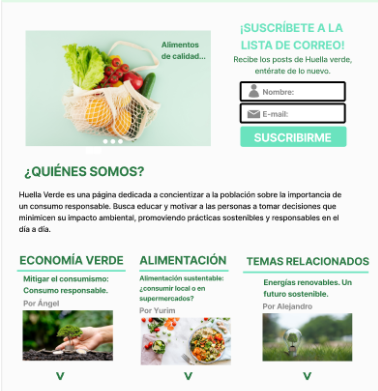 Alimentos
de calidad...
¡SUSCRÍBETE A LA
LISTA DE CORREO!
Recibe los posts de Huella verde,
entérate de lo nuevo.
Nombre:
E-mail:
SUSCRIBIRME
¿QUIÉNES SOMOS?
Huella Verde es una página dedicada a concientizar a la población sobre la importancia de
un consumo responsable. Busca educar y motivar a las personas a tomar decisiones que
minimicen su impacto ambiental, promoviendo prácticas sostenibles y responsables en el
día a día.
ECONOMÍA VERDE
Mitigar el consumismo:
Consumo responsable.
Por Ángel
ALIMENTACIÓN
Alimentación sustentable:
¿consumir local o en
supermercados?
Por Yurim
TEMAS RELACIONADOS
Energías renovables. Un
futuro sostenible.
Por Alejandro